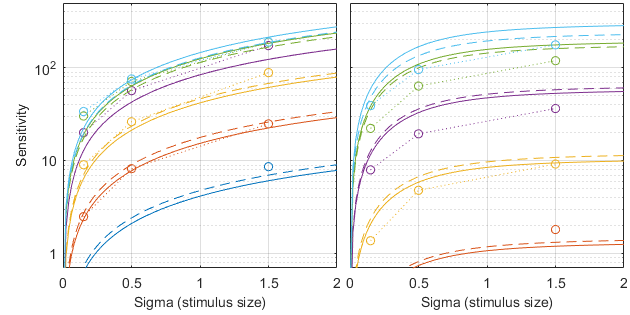 Sensitivity
10²
10
1
0 0.5 1 1.5 2 0 0.5 1 1.5 2
Sigma (stimulus size) Sigma (stimulus size)